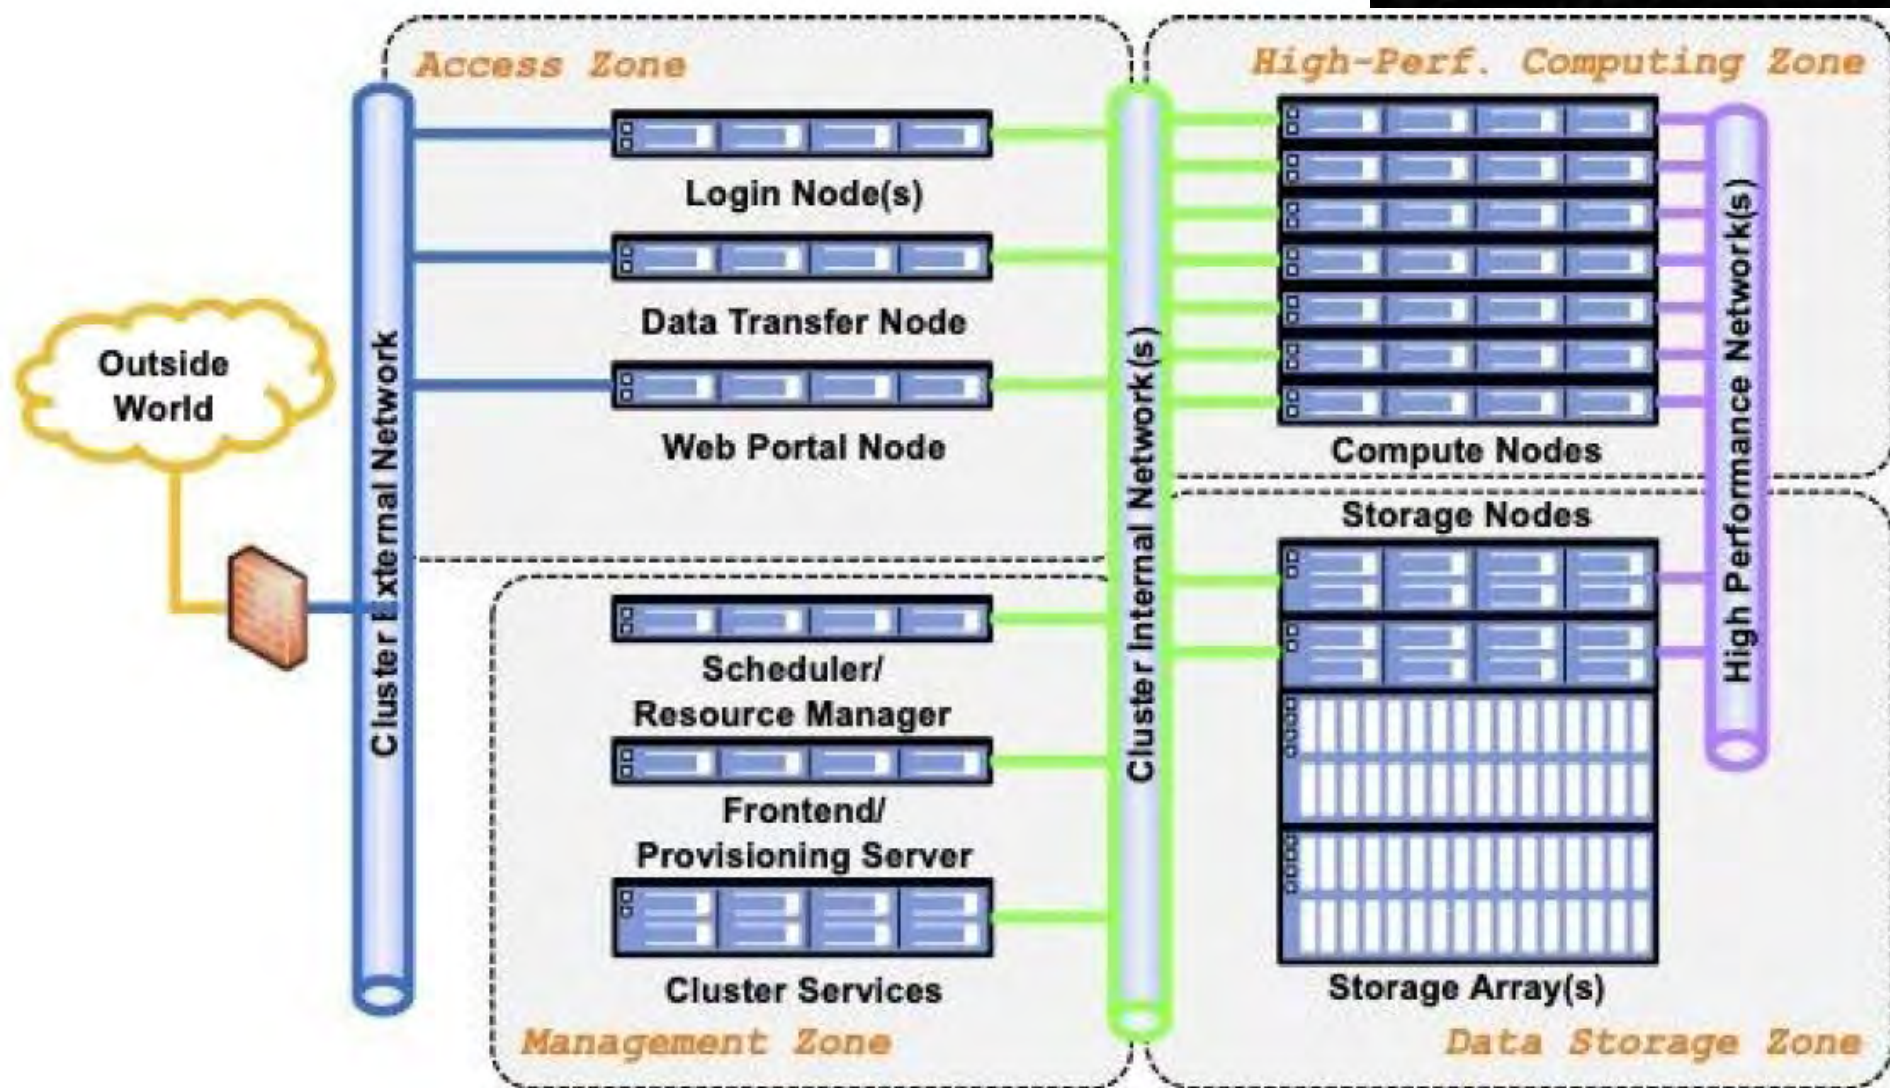 Access Zone
High-Perf. Computing Zone
Login Node(s)
Data Transfer Node
Web Portal Node
Outside
World
Cluster External Network
Cluster Internal Network(s)
High Performance Network(s)
Compute Nodes
Storage Nodes
Scheduler/
Resource Manager
Frontend/
Provisioning Server
Cluster Services
Storage Array(s)
Management Zone
Data Storage Zone